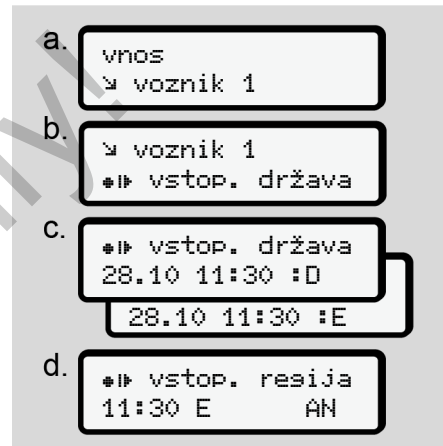 a.
vnos
↘ voznik 1
b.
↘ voznik 1
vstop. država
c.
vstop. država
28.10 11:30 :D
28.10 11:30 :E
d.
vstop. regija
11:30 E AN